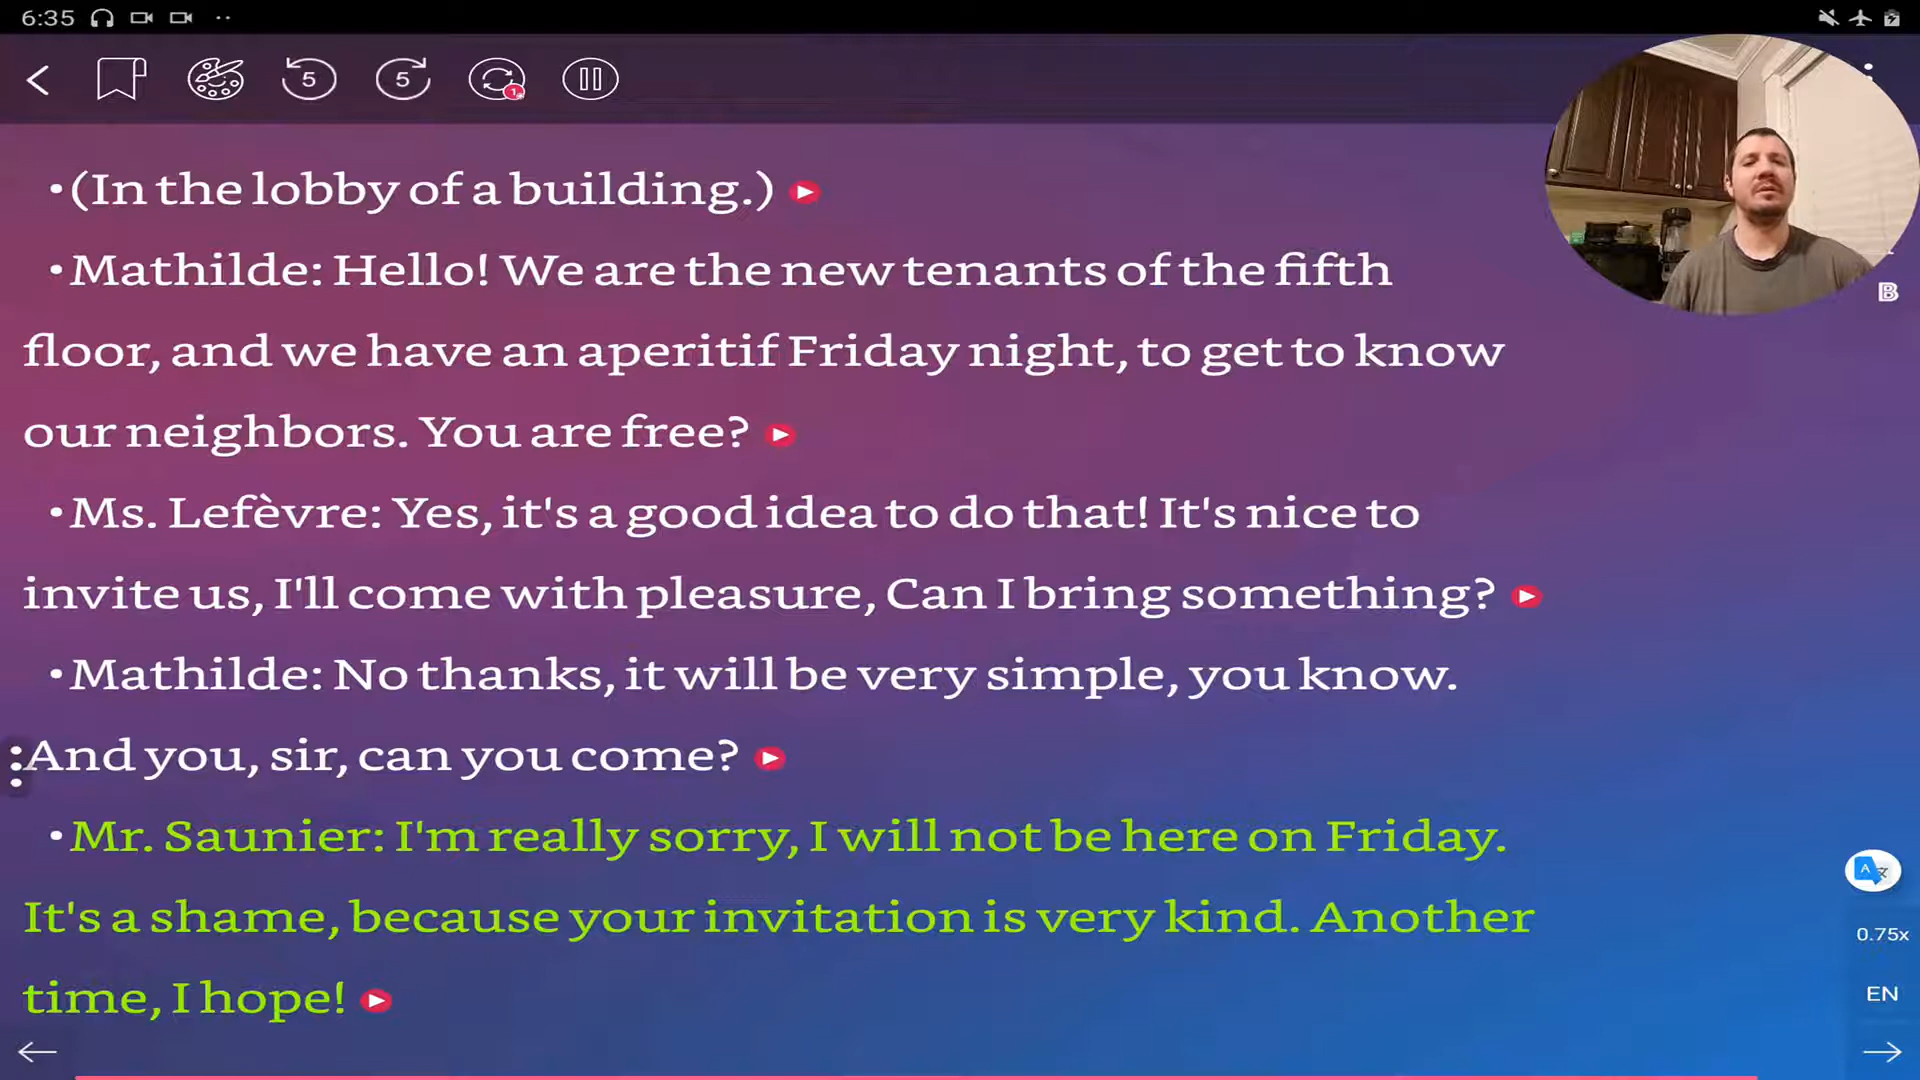 6:35
5 5 1
•(In the lobby of a building.)
•Mathilde: Hello! We are the new tenants of the fifth
floor, and we have an aperitif Friday night, to get to know
our neighbors. You are free?
•Ms. Lefèvre: Yes, it's a good idea to do that! It's nice to
invite us, I'll come with pleasure, Can I bring something?
•Mathilde: No thanks, it will be very simple, you know.
And you, sir, can you come?
•Mr. Saunier: I'm really sorry, I will not be here on Friday.
It's a shame, because your invitation is very kind. Another
time, I hope!
B
A 文
0.75x
EN